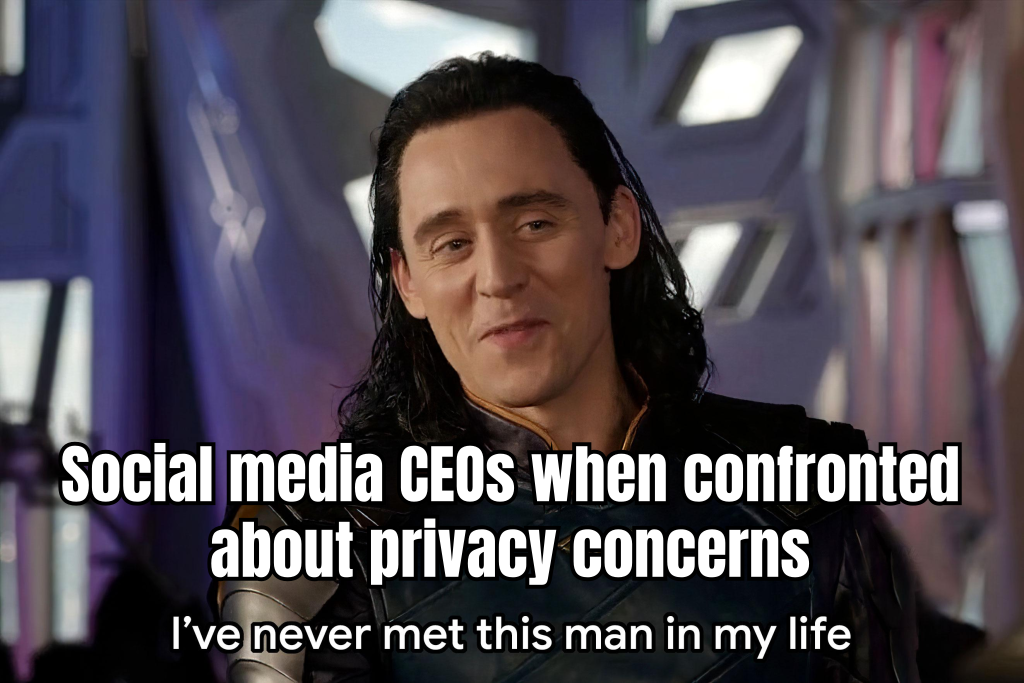 Social media CEOs when confronted
about privacy concerns
I’ve never met this man in my life